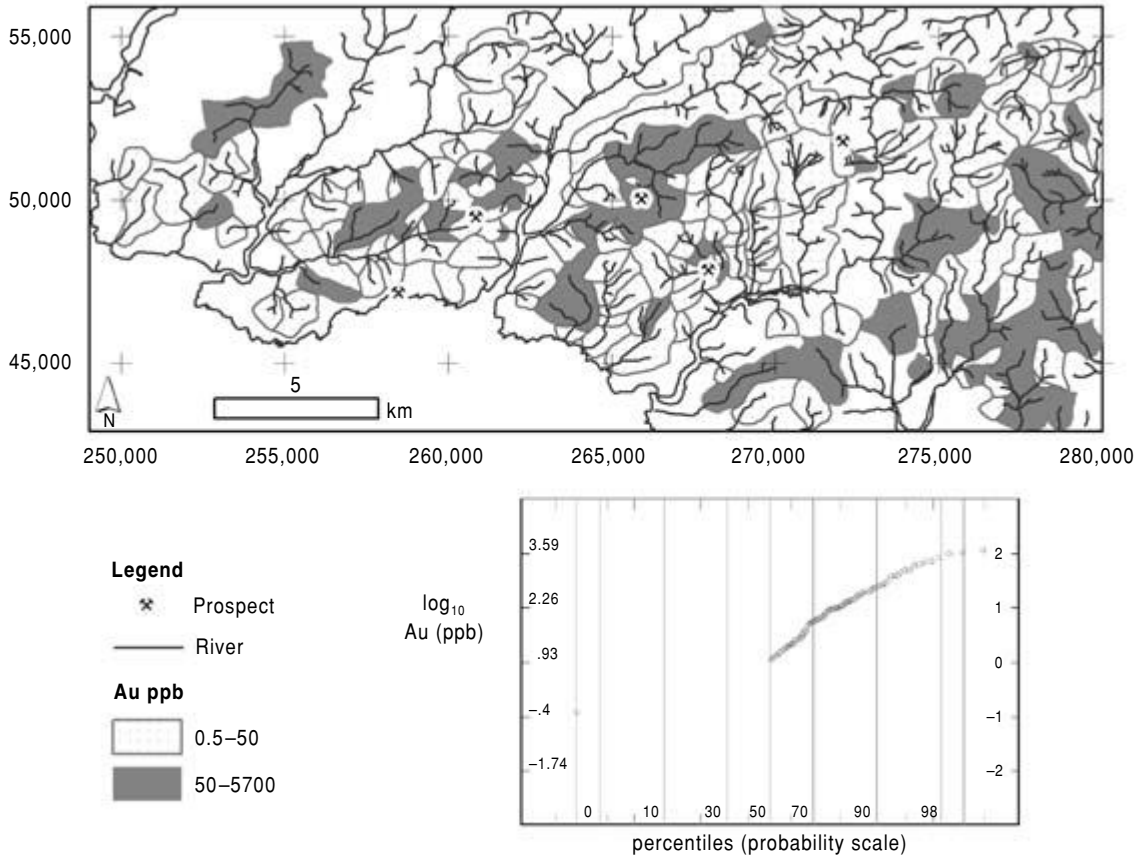 55,000
50,000
45,000
N
5
km
250,000 255,000 260,000 265,000 270,000 275,000 280,000
Legend
Prospect
River
Au ppb
0.5–50
50–5700
log10
Au (ppb)
3.59
2.26
.93
–.4
–1.74
2
1
0
–1
–2
0 10 30 50 70 90 98
percentiles (probability scale)